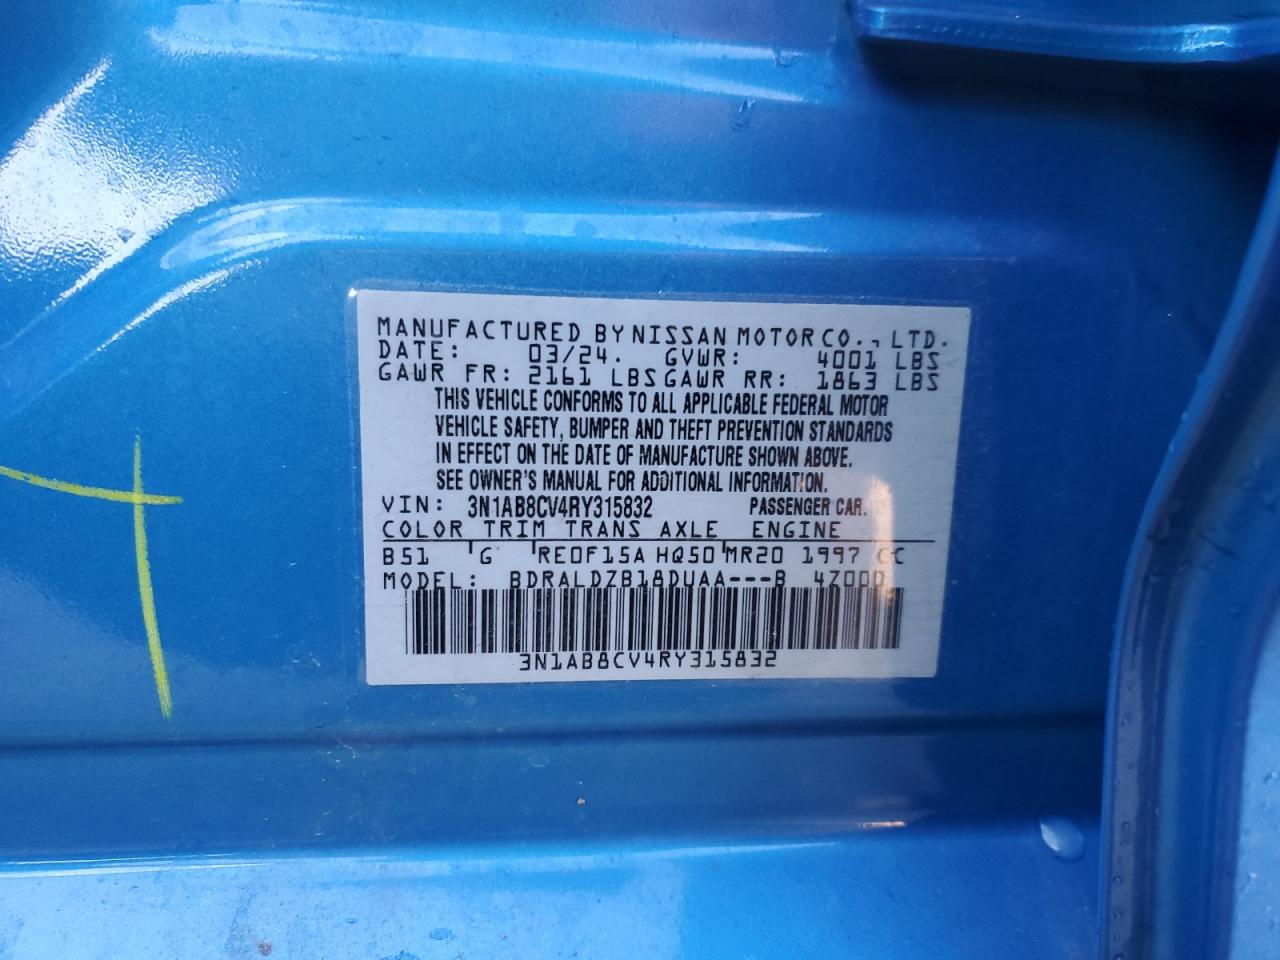 MANUFACTURED BY NISSAN MOTOR CO., LTD.
DATE: 03/24. GVWR: 4001 LBS
GAWR FR: 2161 LBS GAWR RR: 1863 LBS
THIS VEHICLE CONFORMS TO ALL APPLICABLE FEDERAL MOTOR
VEHICLE SAFETY, BUMPER AND THEFT PREVENTION STANDARDS
IN EFFECT ON THE DATE OF MANUFACTURE SHOWN ABOVE.
SEE OWNER'S MANUAL FOR ADDITIONAL INFORMATION.
VIN: 3N1AB8CV4RY315832 PASSENGER CAR.
COLOR TRIM TRANS AXLE ENGINE
B51 ' G 'RE0F15A HQ50'MR20 1997 CC
MODEL: BDRALDZB18DUAA---B 4Z000
3N1AB8CV4RY315832